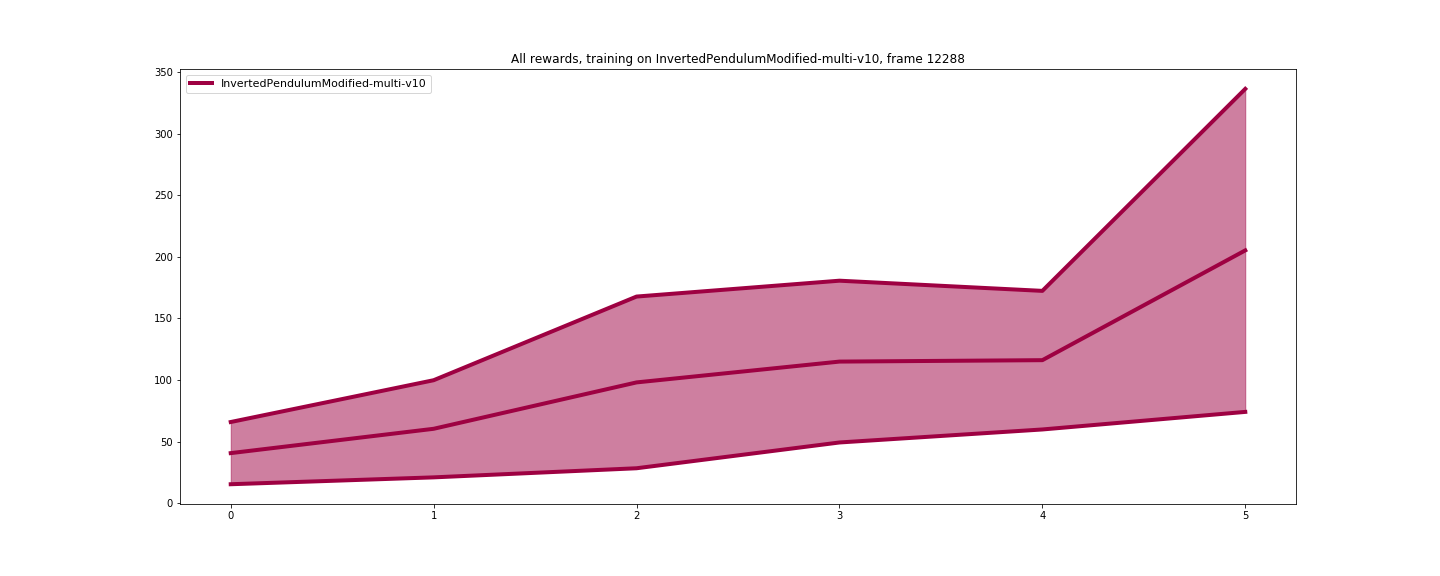 All rewards, training on InvertedPendulumModified-multi-v10, frame 12288
InvertedPendulumModified-multi-v10
350
300
250
200
150
100
50
0
0 1 2 3 4 5